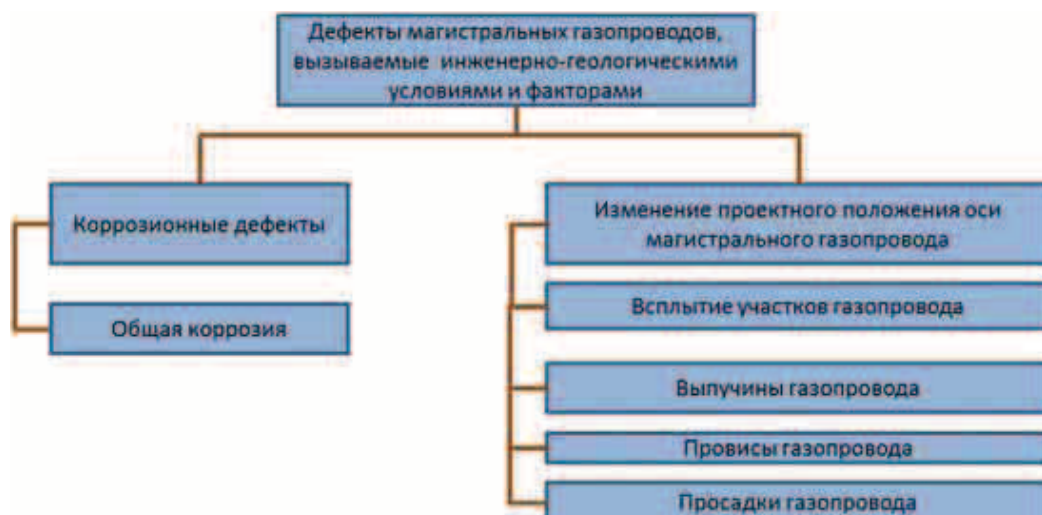 Дефекты магистральных газопроводов,
вызываемые инженерно-геологическими
условиями и факторами
Коррозионные дефекты
Общая коррозия
Изменение проектного положения оси
магистрального газопровода
Всплытие участков газопровода
Выпучины газопровода
Провисы газопровода
Просадки газопровода